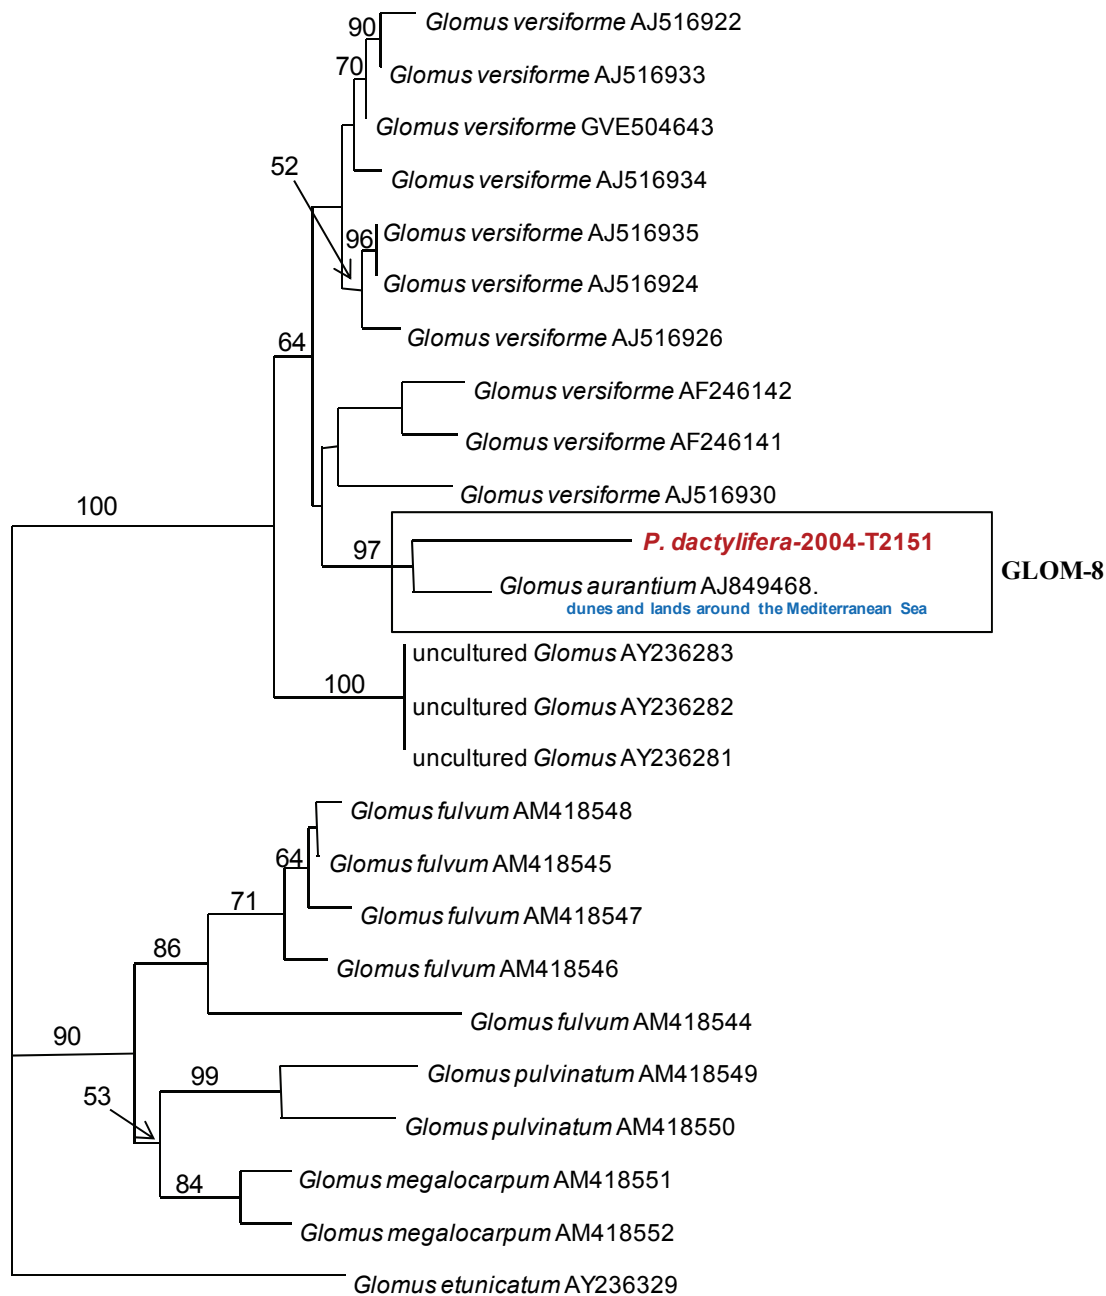 90
Glomus versiforme AJ516922
70
Glomus versiforme AJ516933
Glomus versiforme GVE504643
52
Glomus versiforme AJ516934
96
Glomus versiforme AJ516935
Glomus versiforme AJ516924
64
Glomus versiforme AJ516926
Glomus versiforme AF246142
Glomus versiforme AF246141
100
Glomus versiforme AJ516930
97
P. dactylifera-2004-T2151
GLOM-8
Glomus aurantium AJ849468.
dunes and lands around the Mediterranean Sea
uncultured Glomus AY236283
100
uncultured Glomus AY236282
uncultured Glomus AY236281
Glomus fulvum AM418548
64
Glomus fulvum AM418545
71
Glomus fulvum AM418547
86
Glomus fulvum AM418546
90
Glomus fulvum AM418544
99
Glomus pulvinatum AM418549
53
Glomus pulvinatum AM418550
84
Glomus megalocarpum AM418551
Glomus megalocarpum AM418552
Glomus etunicatum AY236329